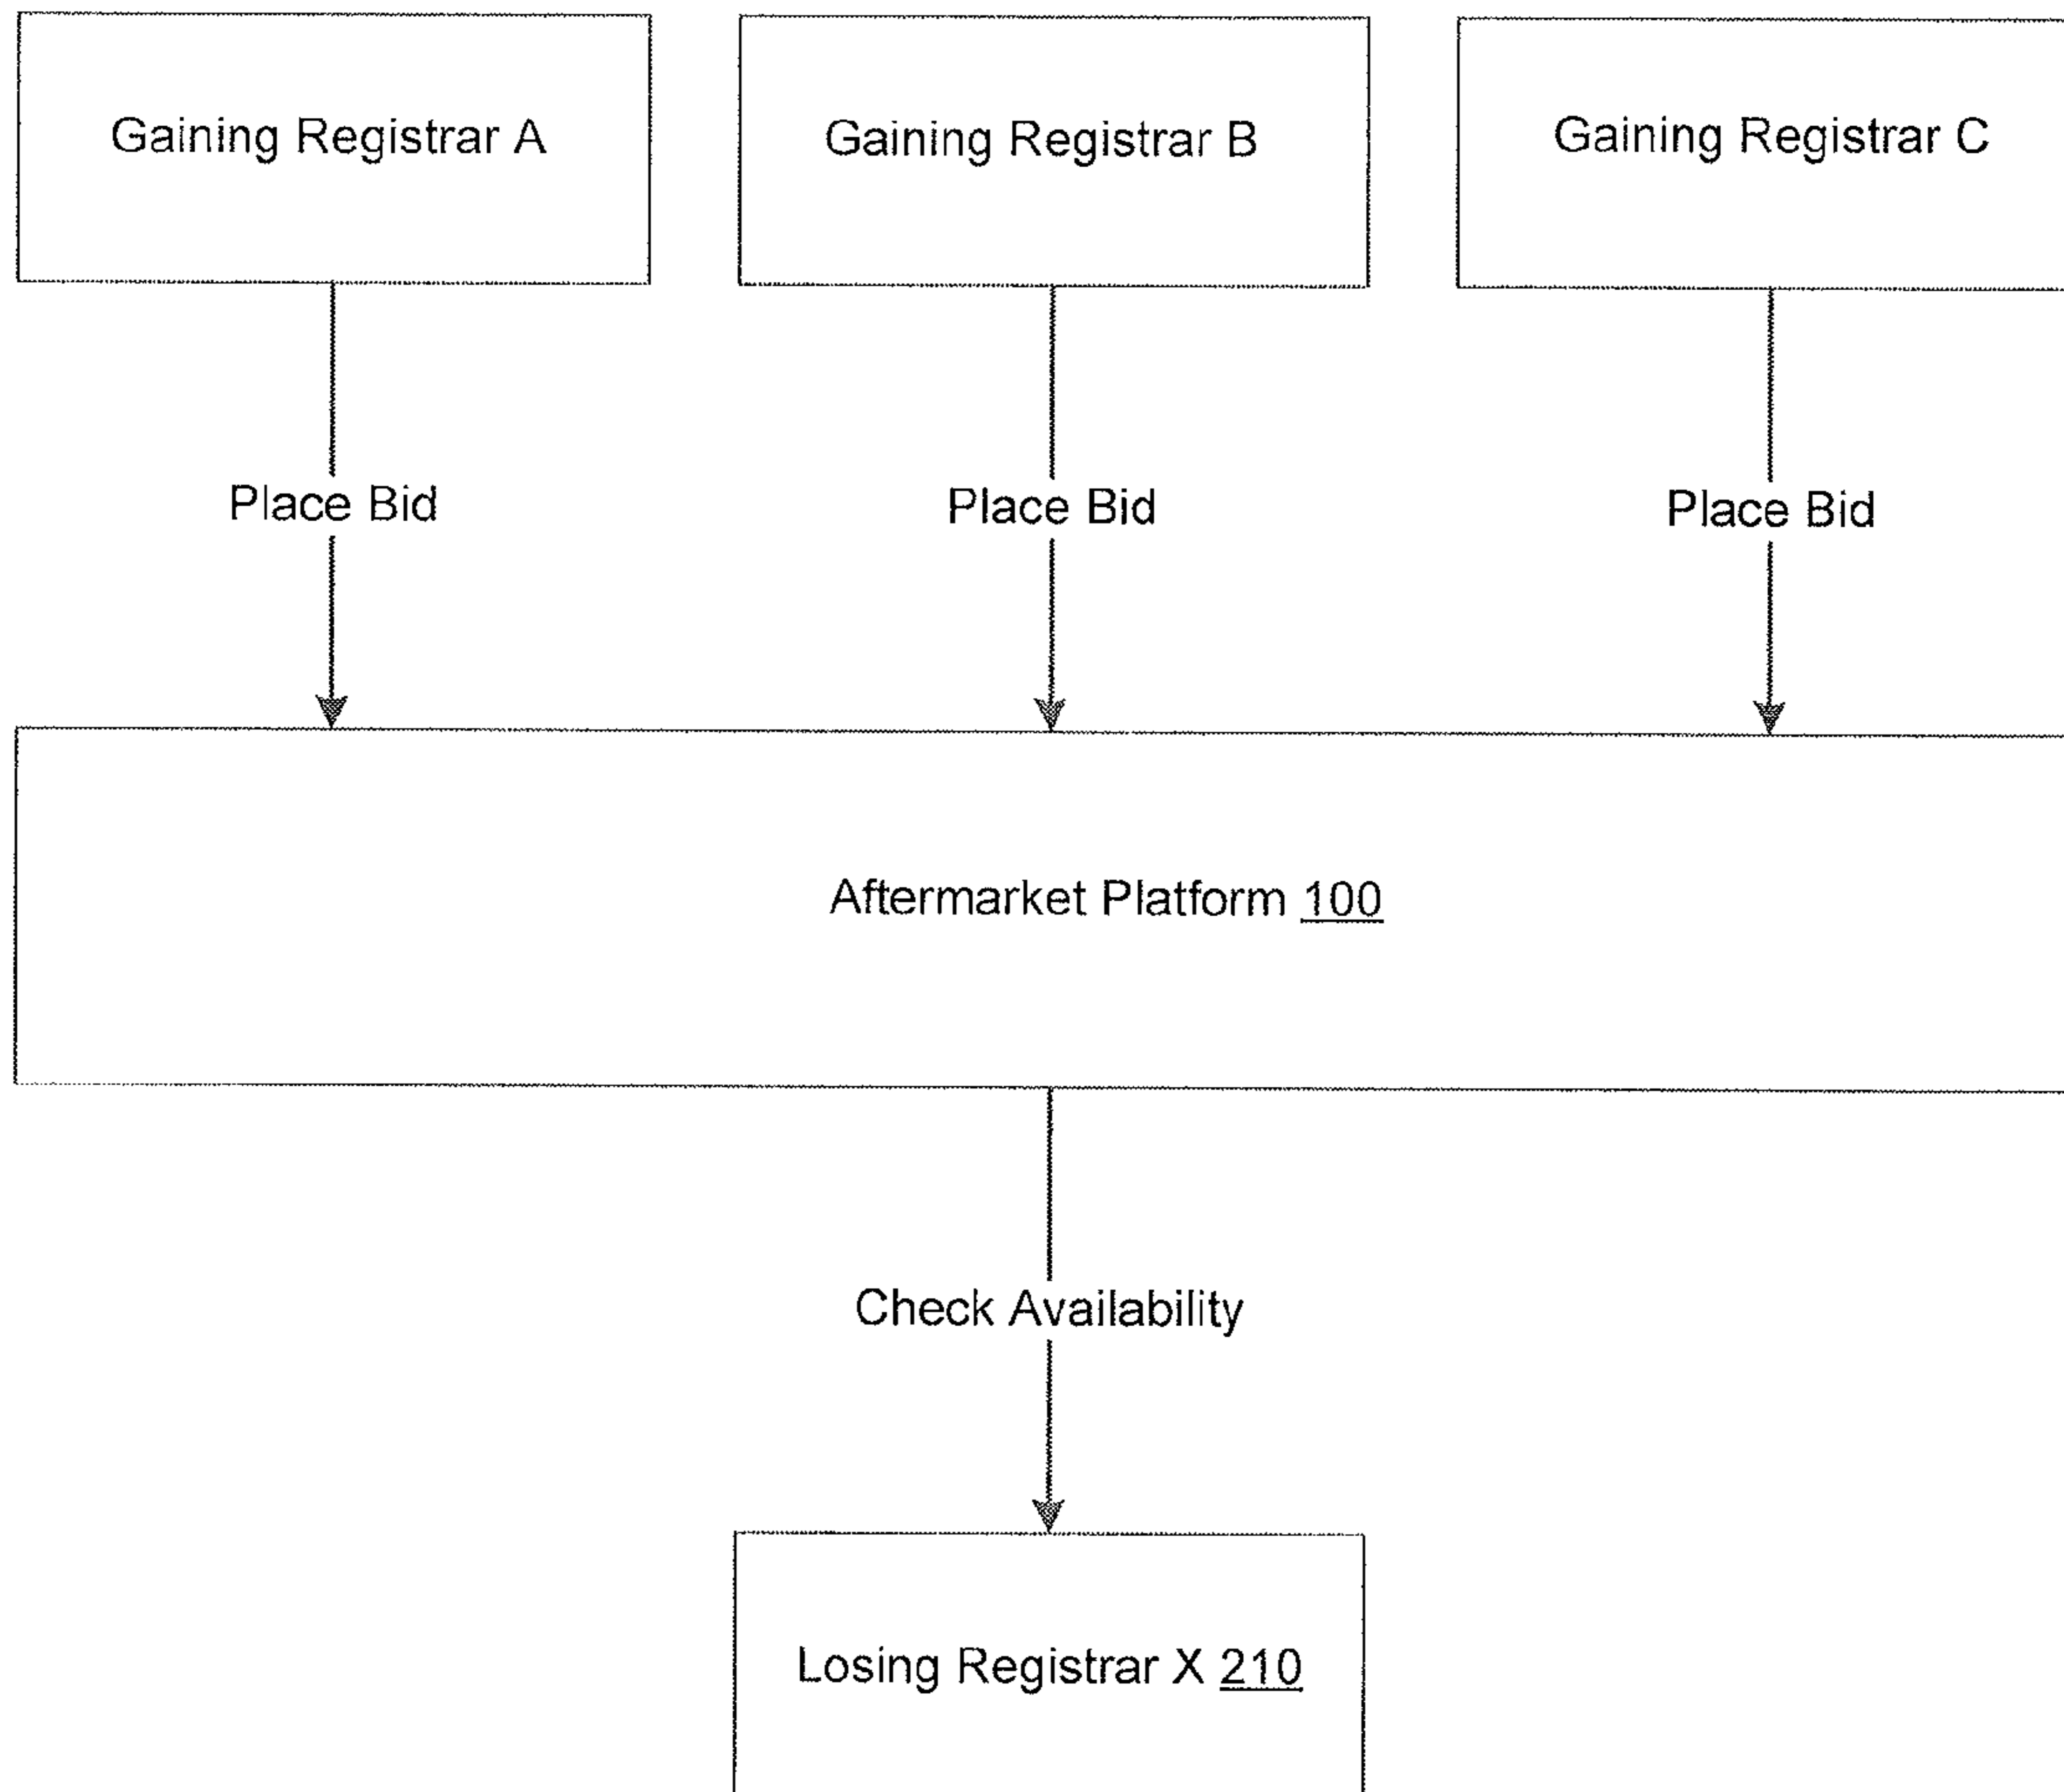 Gaining Registrar A
Gaining Registrar B
Gaining Registrar C
Place Bid
Place Bid
Place Bid
Aftermarket Platform 100
Check Availability
Losing Registrar X 210